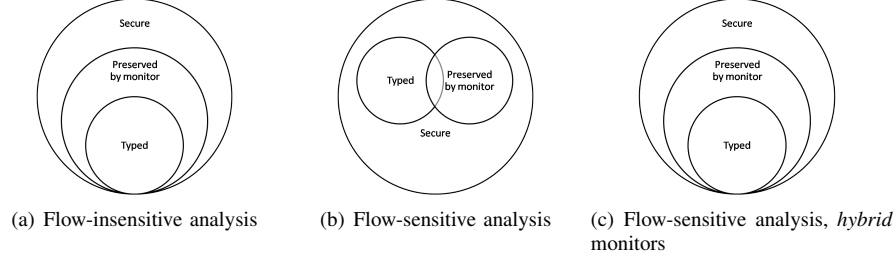 Secure
Preserved
by monitor
Typed
(a) Flow-insensitive analysis
Typed
Preserved
by monitor
Secure
(b) Flow-sensitive analysis
Secure
Preserved
by monitor
Typed
(c) Flow-sensitive analysis, hybrid
monitors